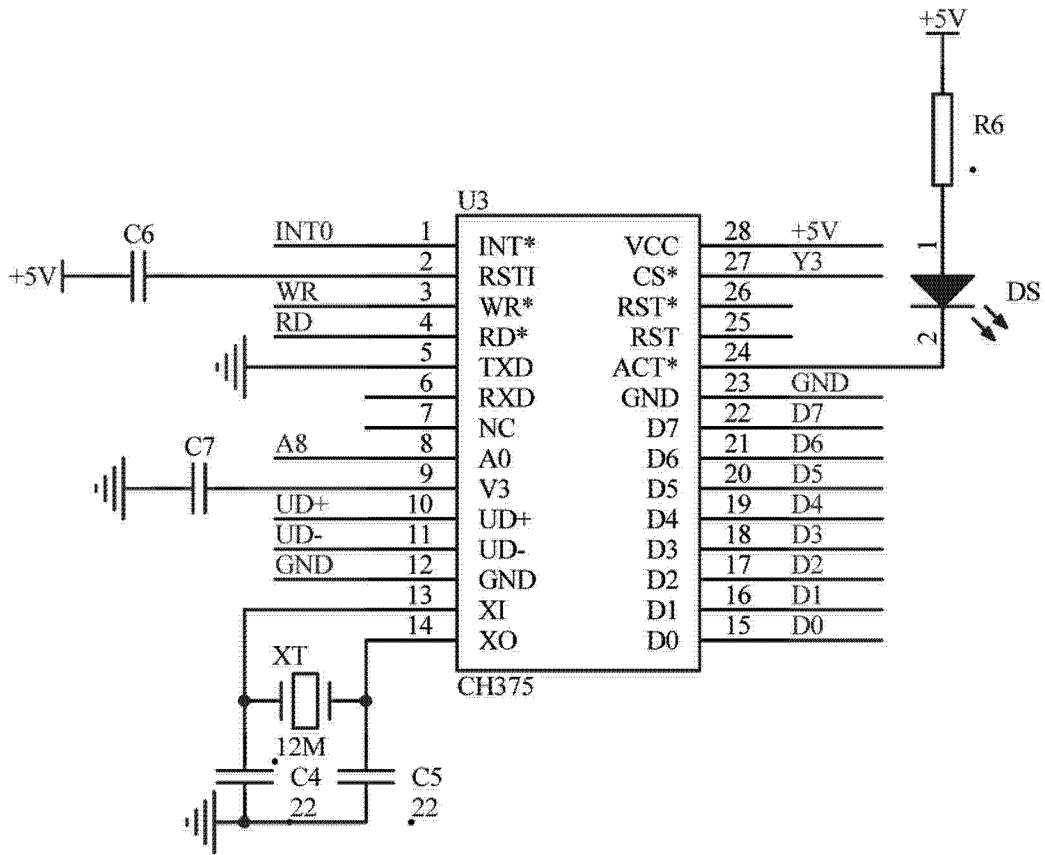 +5V
R6
U3
C6
INT0 1 INT* VCC 28 +5V 1
+5V 2 RSTI CS* 27 Y3
WR 3 WR* RST* 26 DS
RD 4 RD* RST 25 2
5 TXD ACT* 24
6 RXD GND 23 GND
7 NC D7 22 D7
C7 A8 8 A0 D6 21 D6
9 V3 D5 20 D5
UD+ 10 UD+ D4 19 D4
UD- 11 UD- D3 18 D3
GND 12 GND D2 17 D2
13 XI D1 16 D1
14 XO D0 15 D0
XT
CH375
12M
C4 C5
22 22